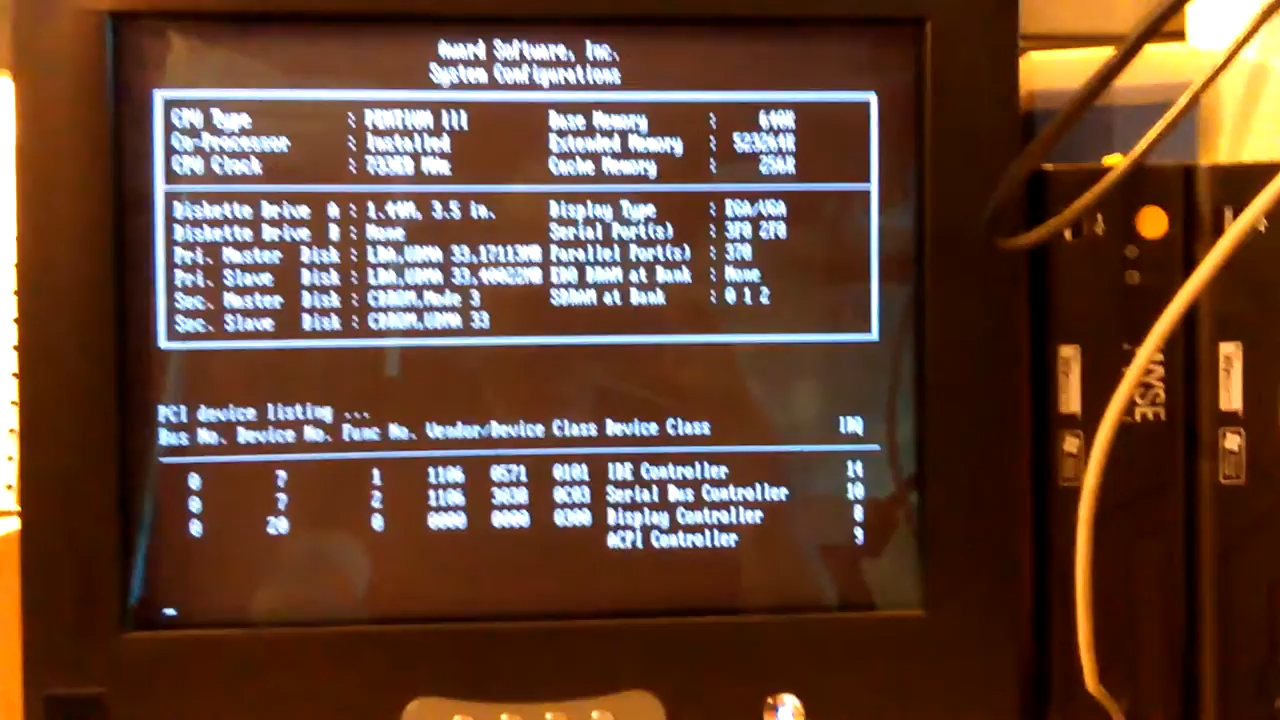 Award Software, Inc.
System Configurations
CPU Type : PENTIUM III Base Memory : 640K
Co-Processor : Installed Extended Memory : 523264K
CPU Clock : 733EB MHz Cache Memory : 256K
Diskette Drive A : 1.44M, 3.5 in. Display Type : EGA/VGA
Diskette Drive B : None Serial Port(s) : 3F8 2F8
Pri. Master Disk : LBA,UDMA 33,17113MB Parallel Port(s) : 378
Pri. Slave Disk : LBA,UDMA 33,40022MB EDO DRAM at Bank : None
Sec. Master Disk : CDROM,Mode 3 SDRAM at Bank : 0 1 2
Sec. Slave Disk : CDROM,UDMA 33
PCI device listing ...
Bus No. Device No. Func No. Vendor/Device Class Device Class IRQ
0 7 1 1106 0571 0101 IDE Controller 14
0 7 2 1106 3038 0C03 Serial Bus Controller 10
0 20 0 0000 0000 0300 Display Controller
ACPI Controller 9